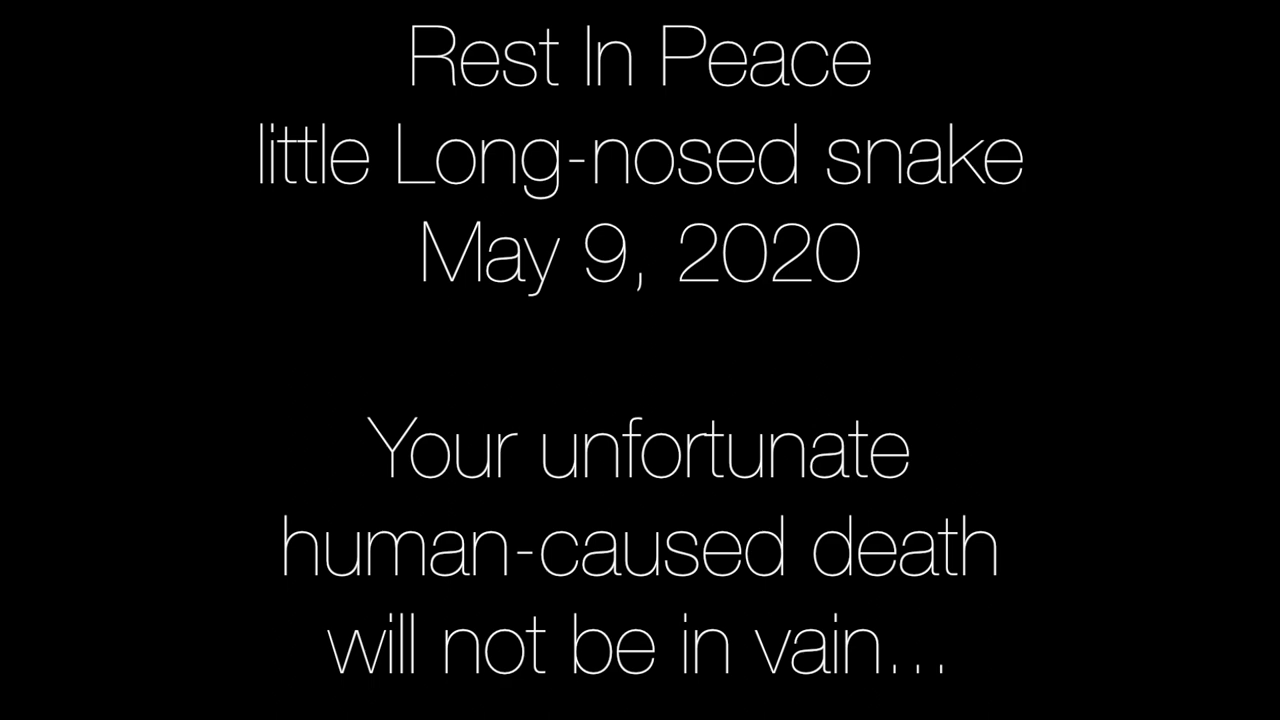 Rest In Peace
little Long-nosed snake
May 9, 2020
Your unfortunate
human-caused death
will not be in vain...